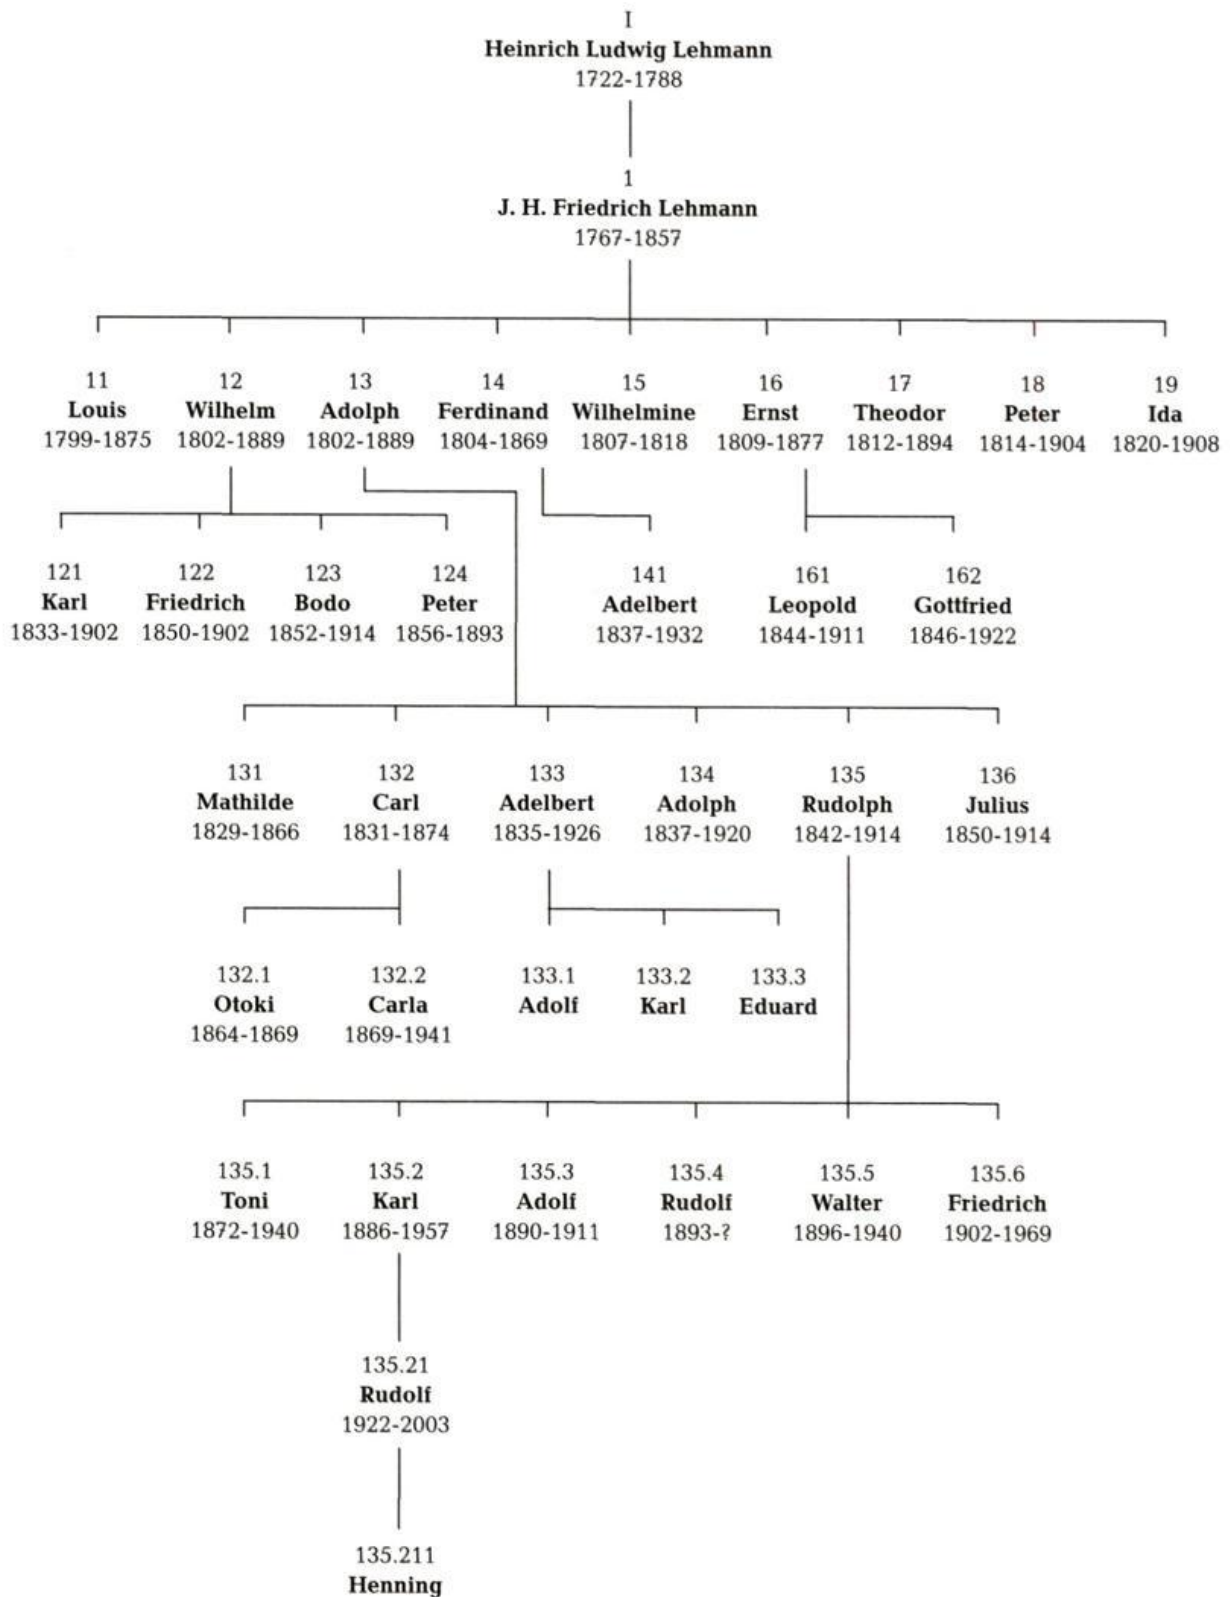 I
Heinrich Ludwig Lehmann
1722-1788
1
J. H. Friedrich Lehmann
1767-1857
11 12 13 14 15 16 17 18 19
Louis Wilhelm Adolph Ferdinand Wilhelmine Ernst Theodor Peter Ida
1799-1875 1802-1889 1802-1889 1804-1869 1807-1818 1809-1877 1812-1894 1814-1904 1820-1908
121 122 123 124 141 161 162
Karl Friedrich Bodo Peter Adelbert Leopold Gottfried
1833-1902 1850-1902 1852-1914 1856-1893 1837-1932 1844-1911 1846-1922
131 132 133 134 135 136
Mathilde Carl Adelbert Adolph Rudolph Julius
1829-1866 1831-1874 1835-1926 1837-1920 1842-1914 1850-1914
132.1 132.2 133.1 133.2 133.3
Otoki Carla Adolf Karl Eduard
1864-1869 1869-1941
135.1 135.2 135.3 135.4 135.5 135.6
Toni Karl Adolf Rudolf Walter Friedrich
1872-1940 1886-1957 1890-1911 1893-? 1896-1940 1902-1969
135.21
Rudolf
1922-2003
135.211
Henning